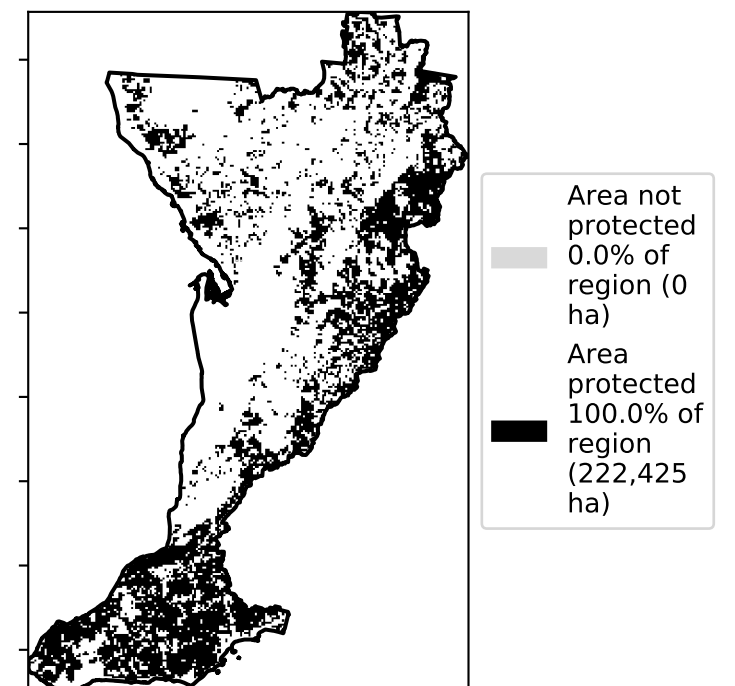 Area not
protected
0.0% of
region (0
ha)
Area
protected
100.0% of
region
(222,425
ha)